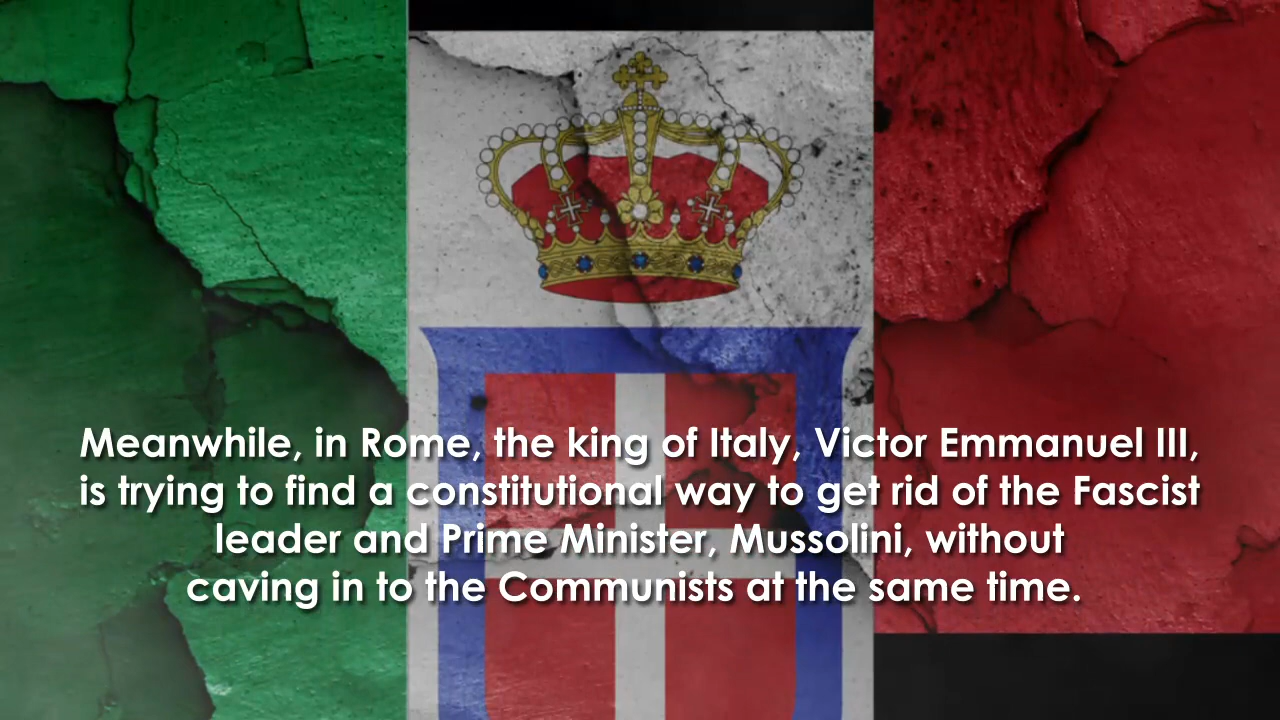 Meanwhile, in Rome, the king of Italy, Victor Emmanuel III,
is trying to find a constitutional way to get rid of the Fascist
leader and Prime Minister, Mussolini, without
caving in to the Communists at the same time.